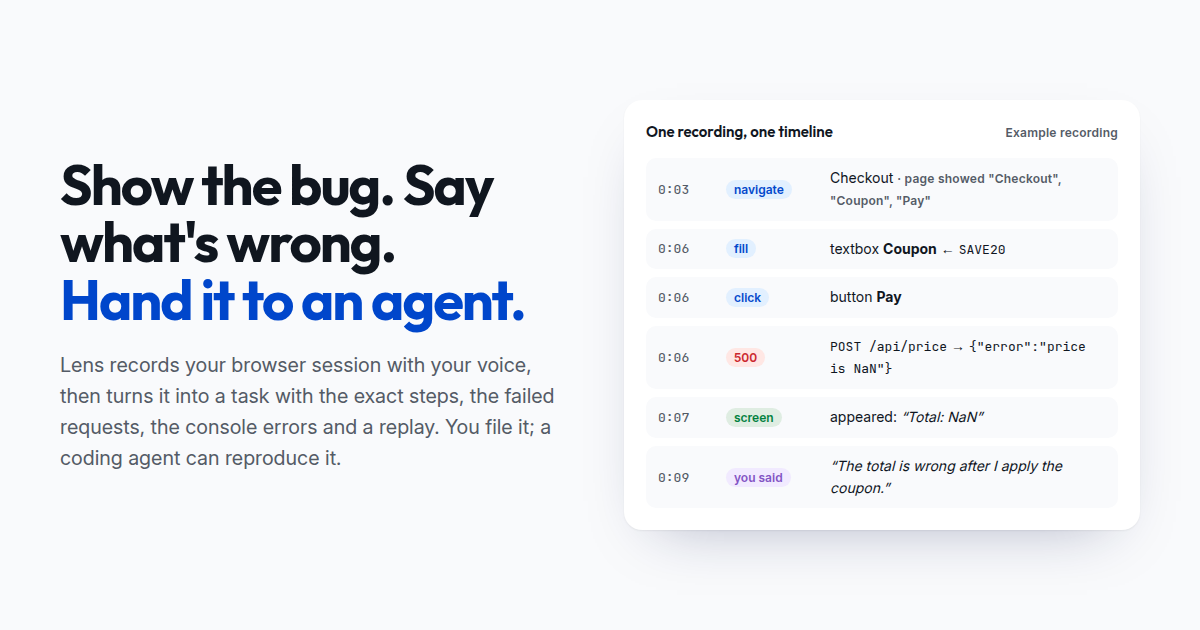 Show the bug. Say
what's wrong.
Hand it to an agent.
Lens records your browser session with your voice,
then turns it into a task with the exact steps, the failed
requests, the console errors and a replay. You file it; a
coding agent can reproduce it.
One recording, one timeline
Example recording
0:03 navigate Checkout · page showed "Checkout",
"Coupon", "Pay"
0:06 fill textbox Coupon ← SAVE20
0:06 click button Pay
0:06 500 POST /api/price → {"error":"price
is NaN"}
0:07 screen appeared: “Total: NaN”
0:09 you said “The total is wrong after I apply the
coupon.”